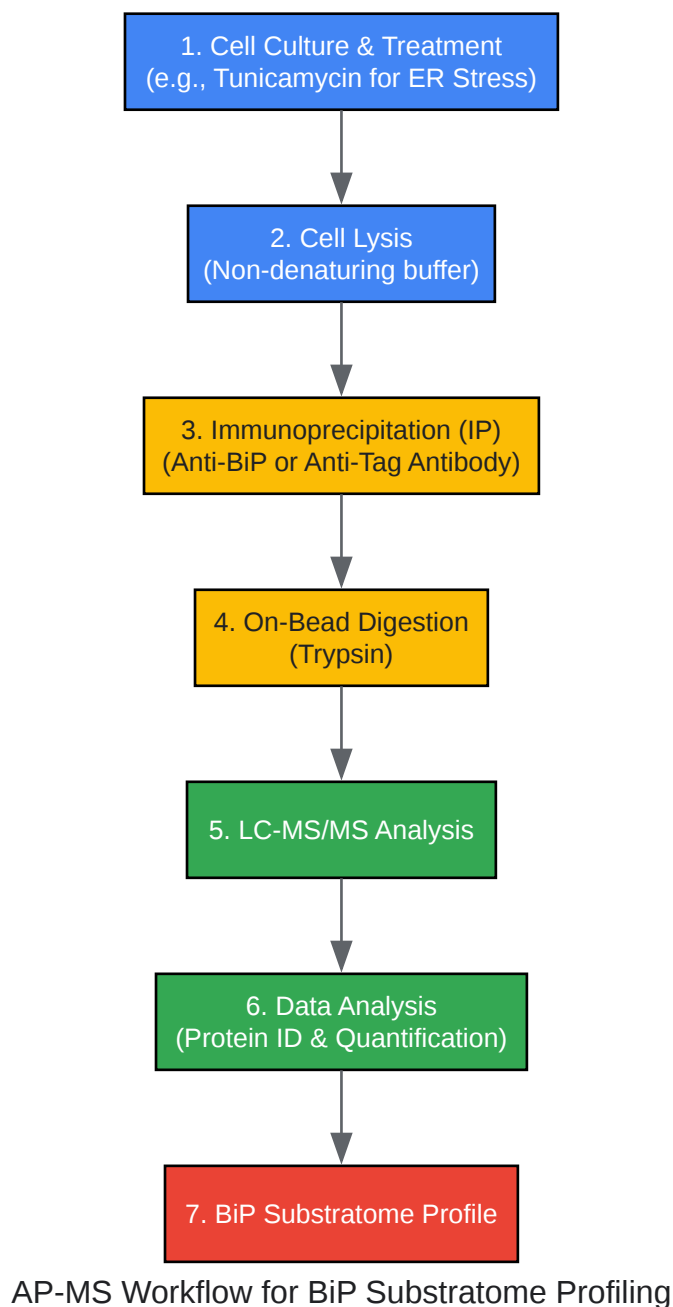 1. Cell Culture & Treatment
(e.g., Tunicamycin for ER Stress)
2. Cell Lysis
(Non-denaturing buffer)
3. Immunoprecipitation (IP)
(Anti-BiP or Anti-Tag Antibody)
4. On-Bead Digestion
(Trypsin)
5. LC-MS/MS Analysis
6. Data Analysis
(Protein ID & Quantification)
7. BiP Substratome Profile
AP-MS Workflow for BiP Substratome Profiling